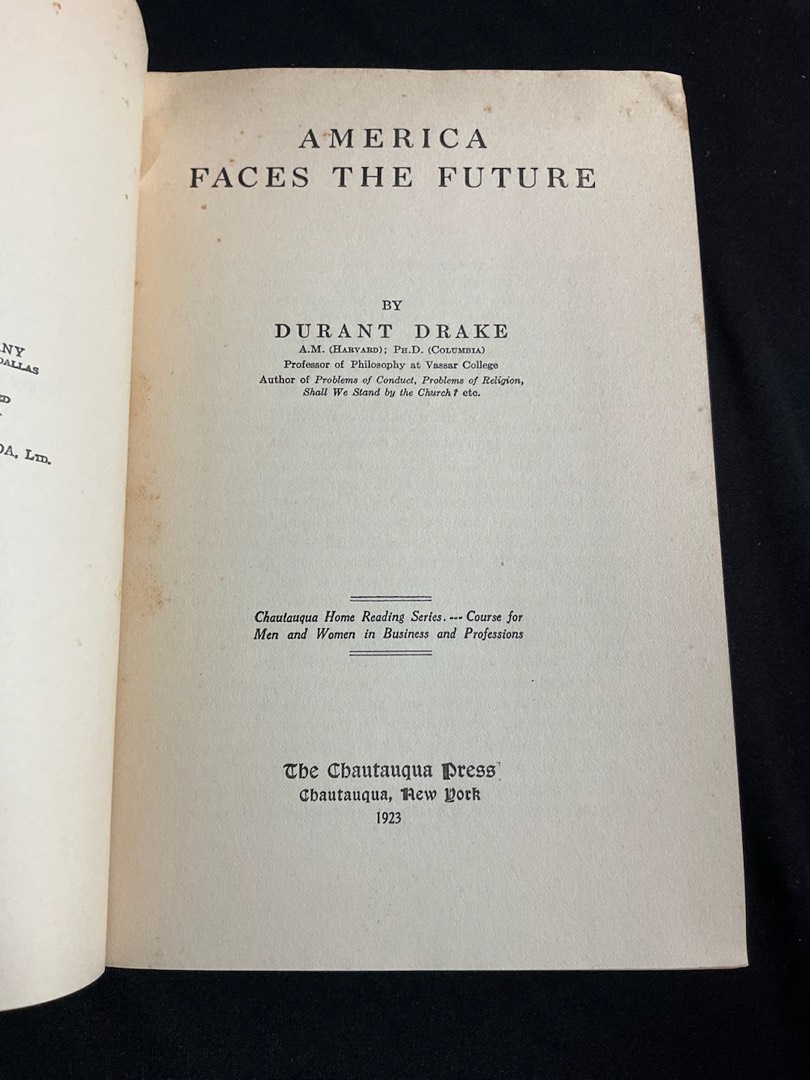 NY
DALLAS
DA, Ltd.
AMERICA
FACES THE FUTURE
BY
DURANT DRAKE
A.M. (Harvard); Ph.D. (Columbia)
Professor of Philosophy at Vassar College
Author of Problems of Conduct, Problems of Religion,
Shall We Stand by the Church? etc.
Chautauqua Home Reading Series. --- Course for
Men and Women in Business and Professions
The Chautauqua Press
Chautauqua, New York
1923